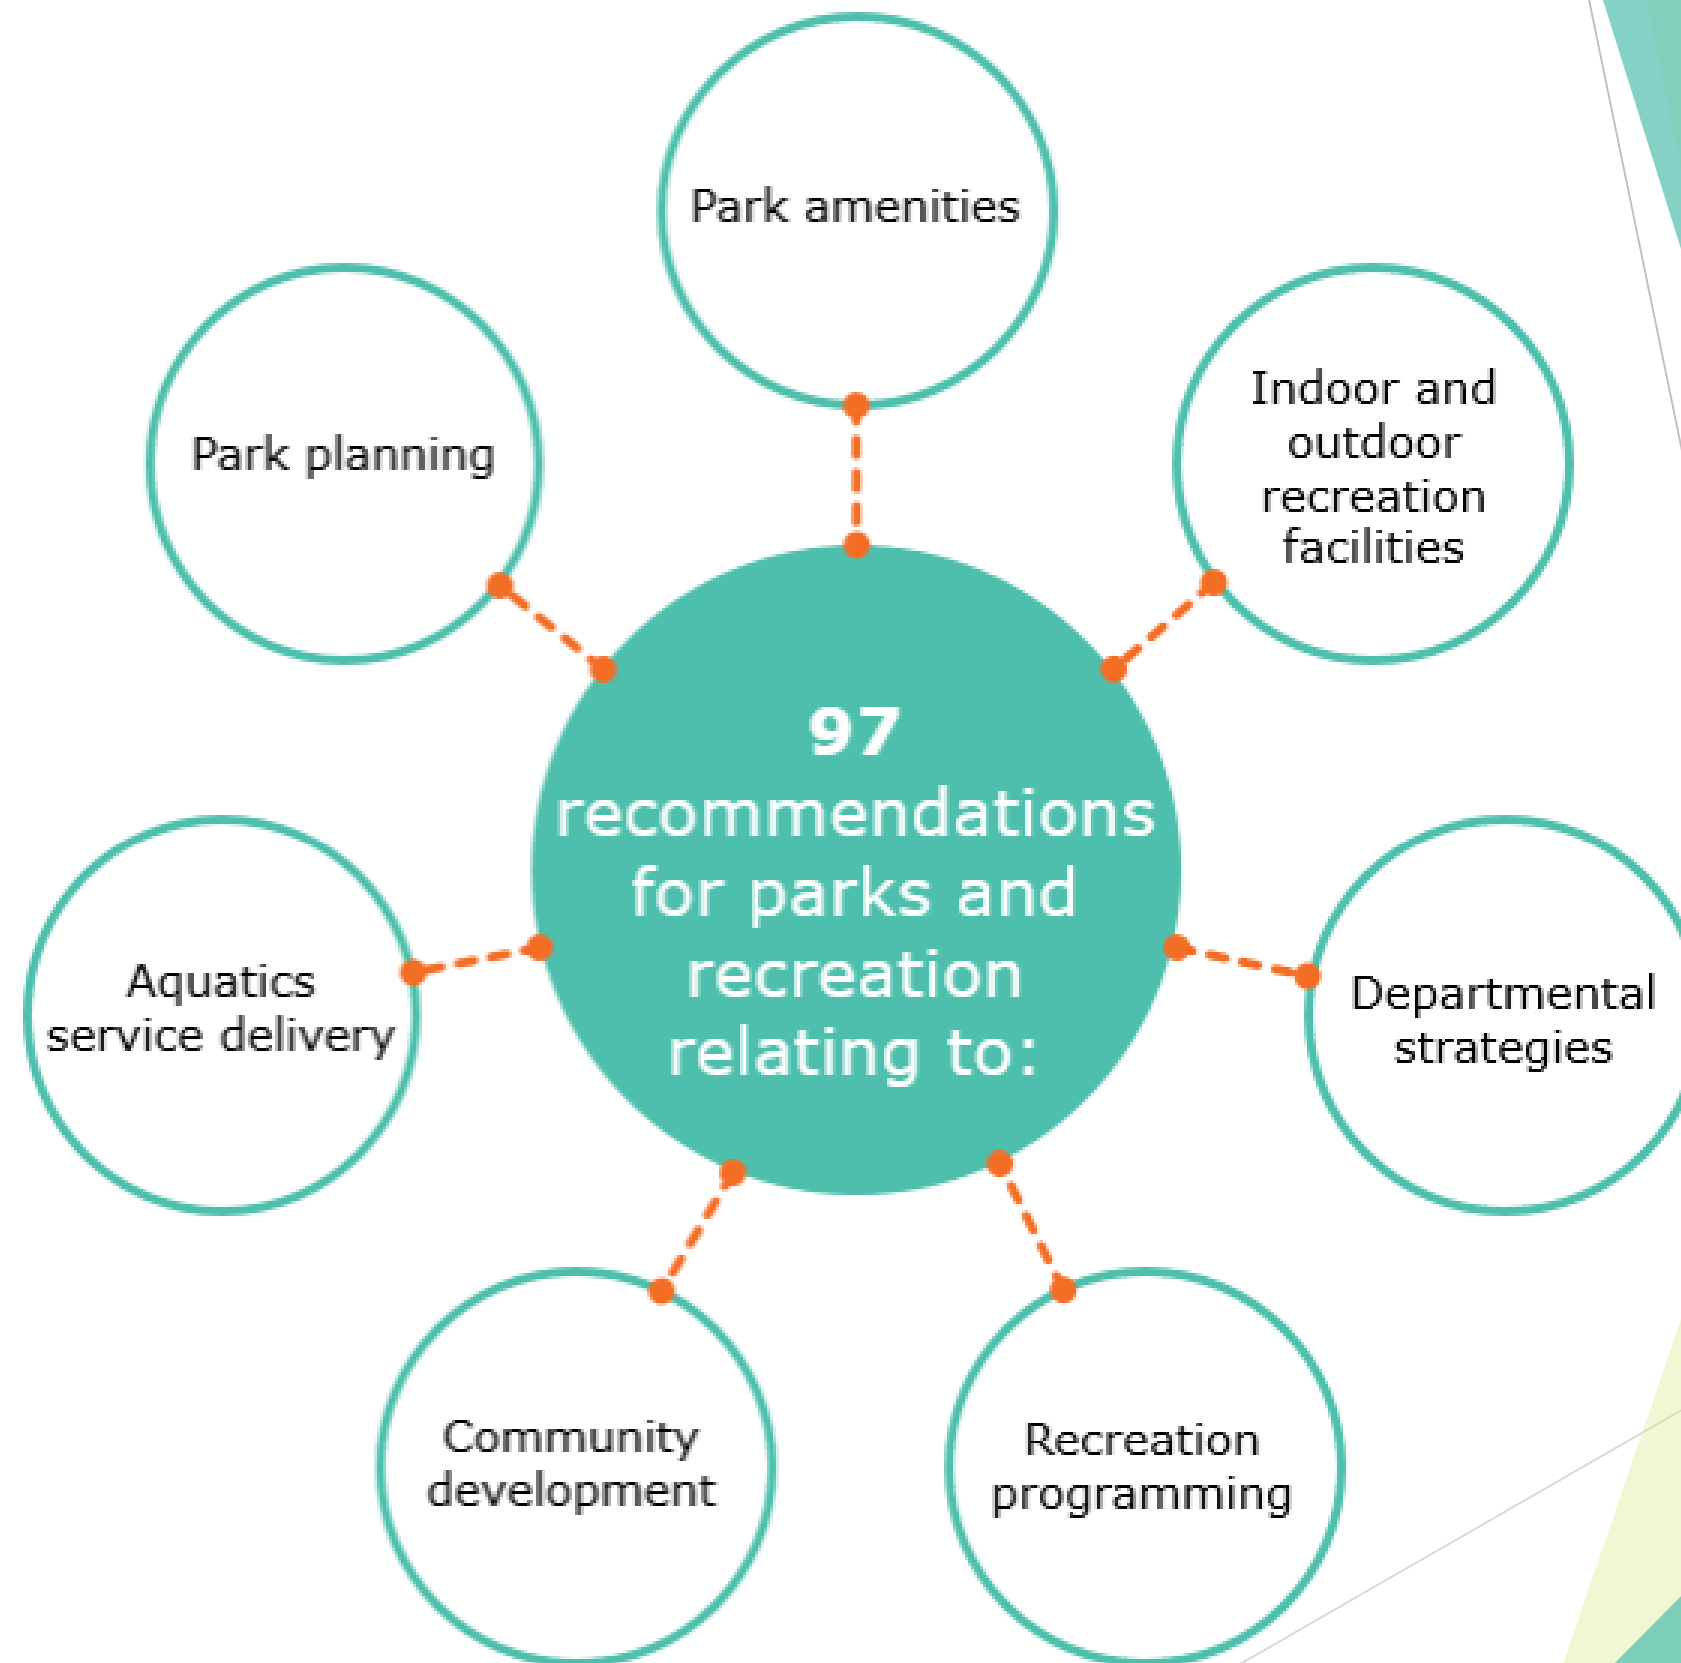 Park amenities
Park planning
Indoor and
outdoor
recreation
facilities
97
recommendations
for parks and
recreation
relating to:
Aquatics
service delivery
Departmental
strategies
Community
development
Recreation
programming